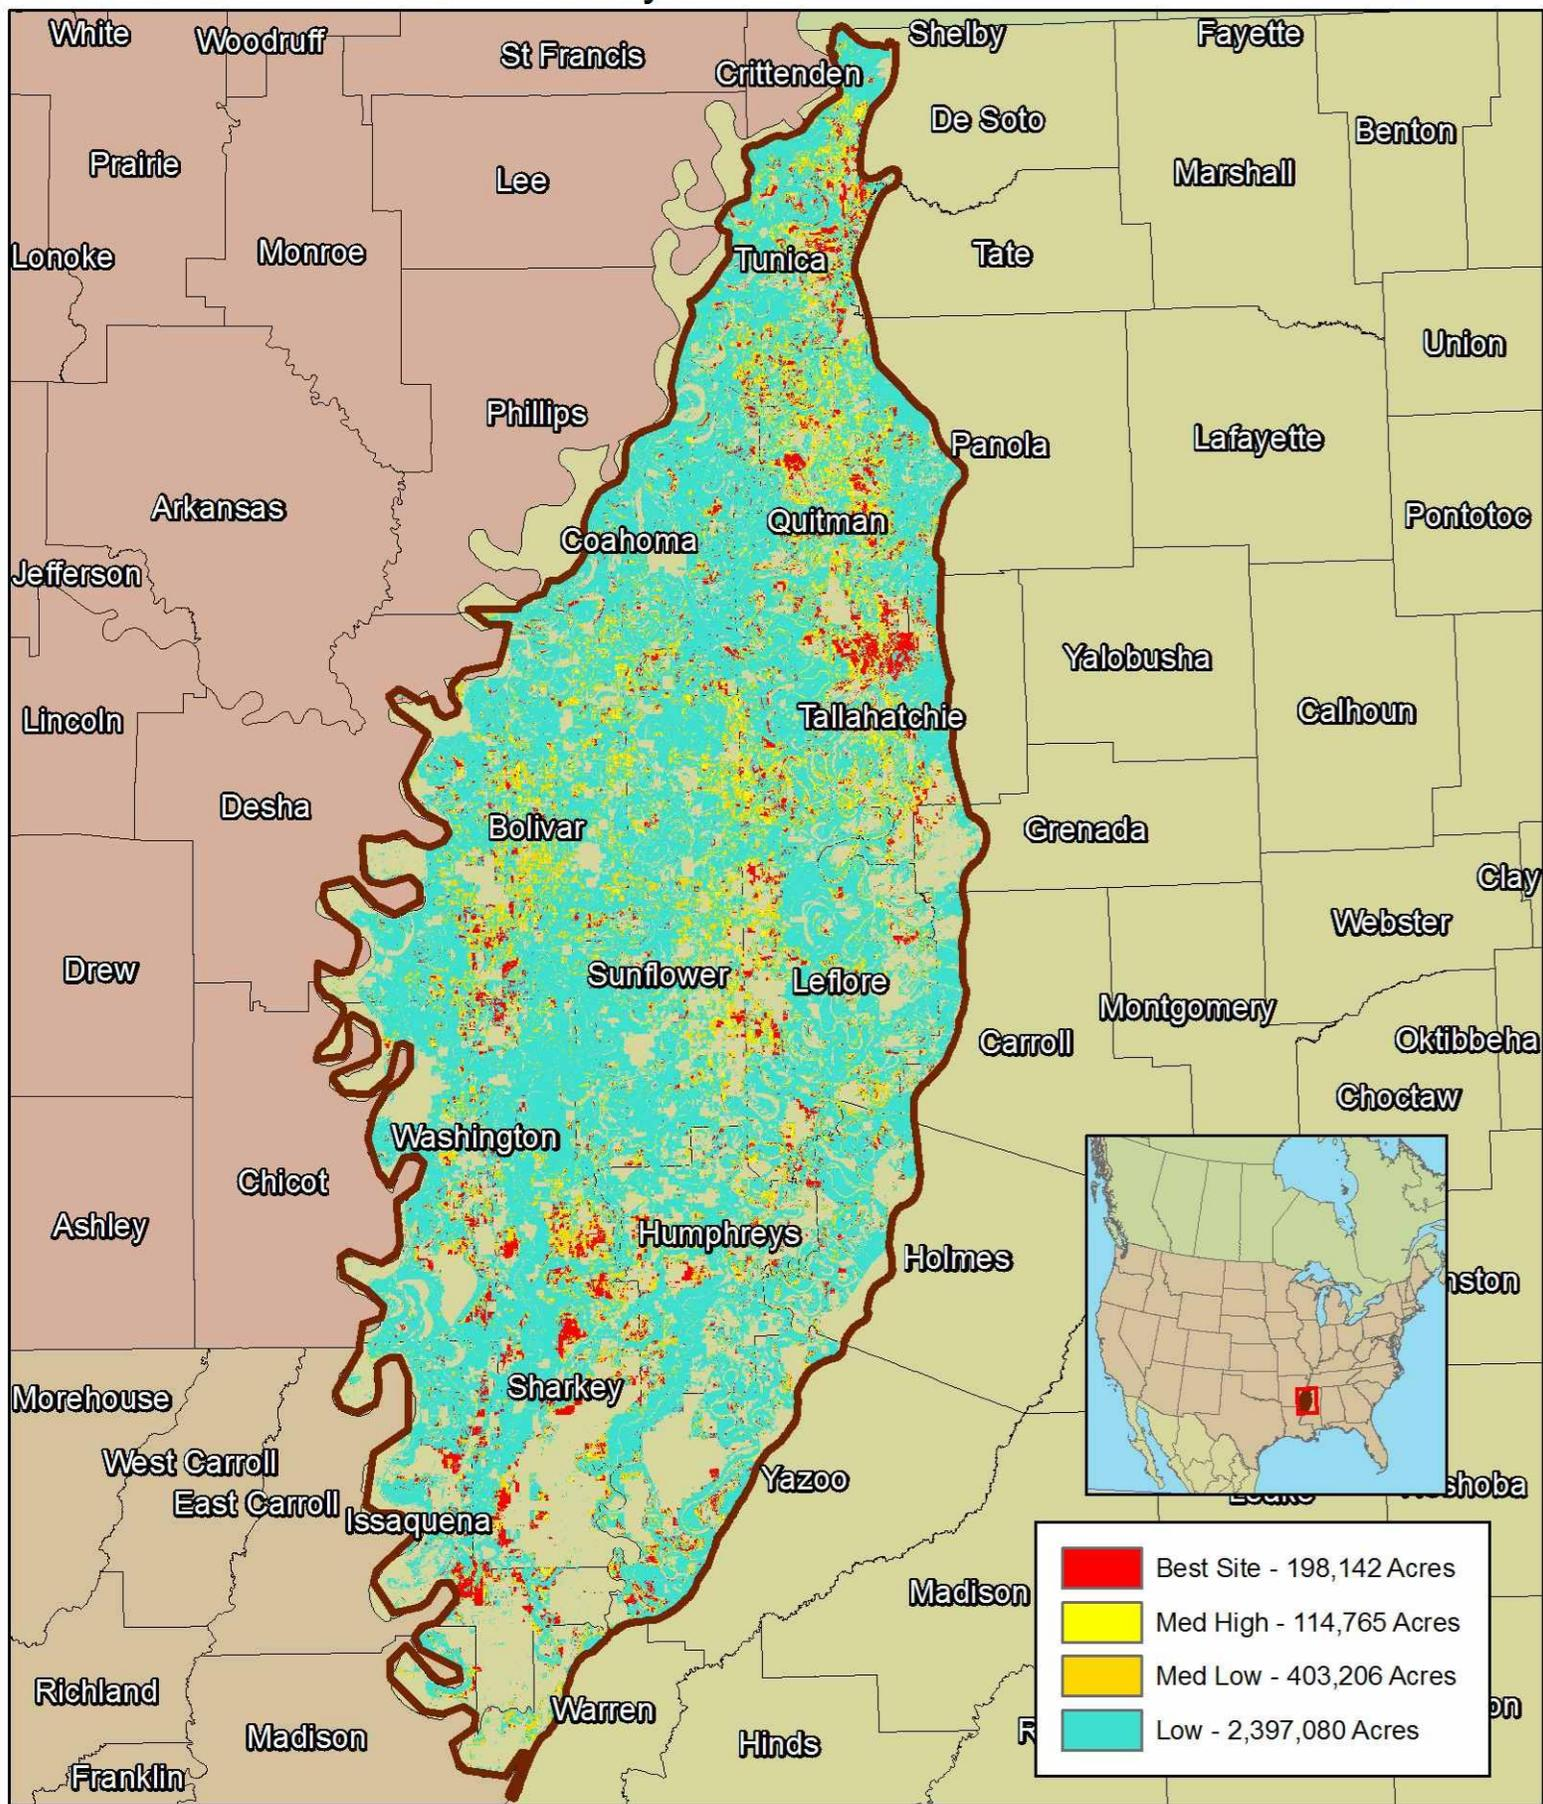 White
Woodruff
St Francis
Crittenden
Shelby
Fayette
De Soto
Benton
Prairie
Lee
Marshall
Lonoke
Monroe
Tunica
Tate
Union
Phillips
Panola
Lafayette
Arkansas
Quitman
Pontotoc
Coahoma
Jefferson
Yalobusha
Lincoln
Tallahatchie
Calhoun
Desha
Bolivar
Grenada
Clay
Webster
Drew
Sunflower
Leflore
Montgomery
Carroll
Oktibbeha
Choctaw
Washington
Chicot
Ashley
Humphreys
Holmes
nston
Sharkey
Morehouse
West Carroll
Yazoo
East Carroll
shoba
Issaquena
Madison
Best Site - 198,142 Acres
Med High - 114,765 Acres
Med Low - 403,206 Acres
Low - 2,397,080 Acres
Richland
Warren
on
Madison
Hinds
R
Franklin